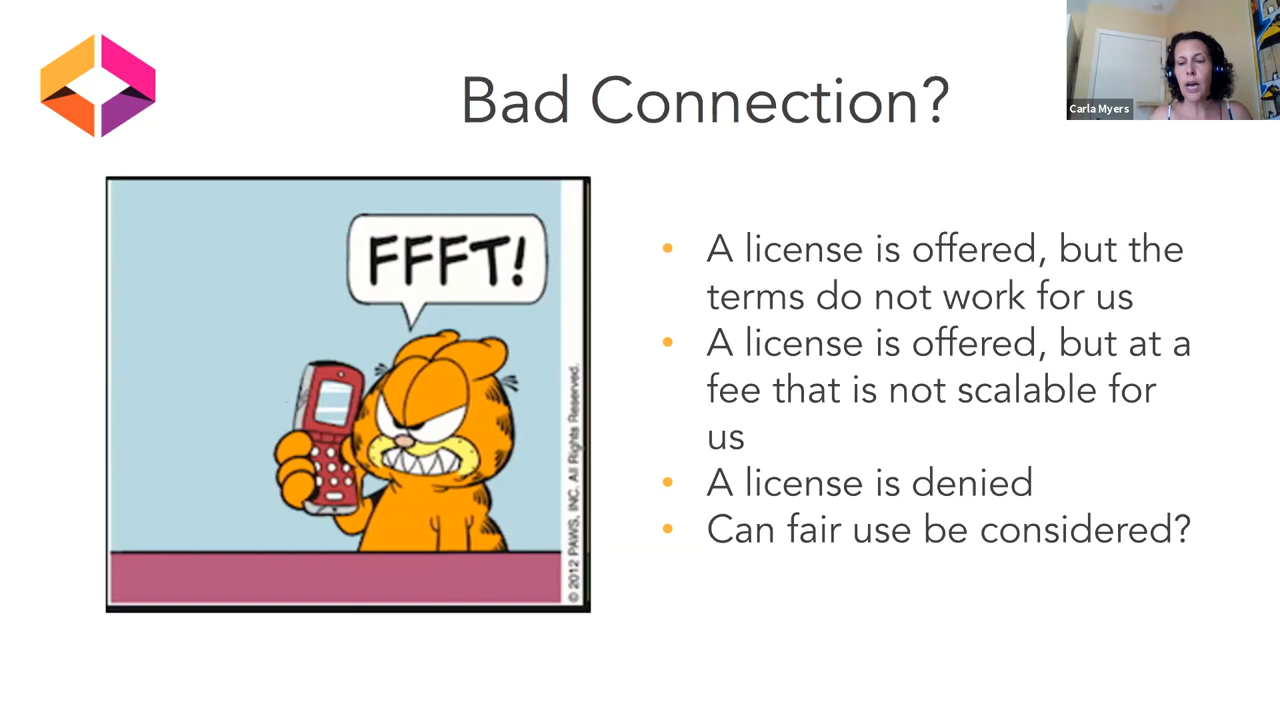 Bad Connection?
Carla Myers
FFFT!
© 2012 PAWS, INC. All Rights Reserved.
• A license is offered, but the
terms do not work for us
• A license is offered, but at a
fee that is not scalable for
us
• A license is denied
• Can fair use be considered?